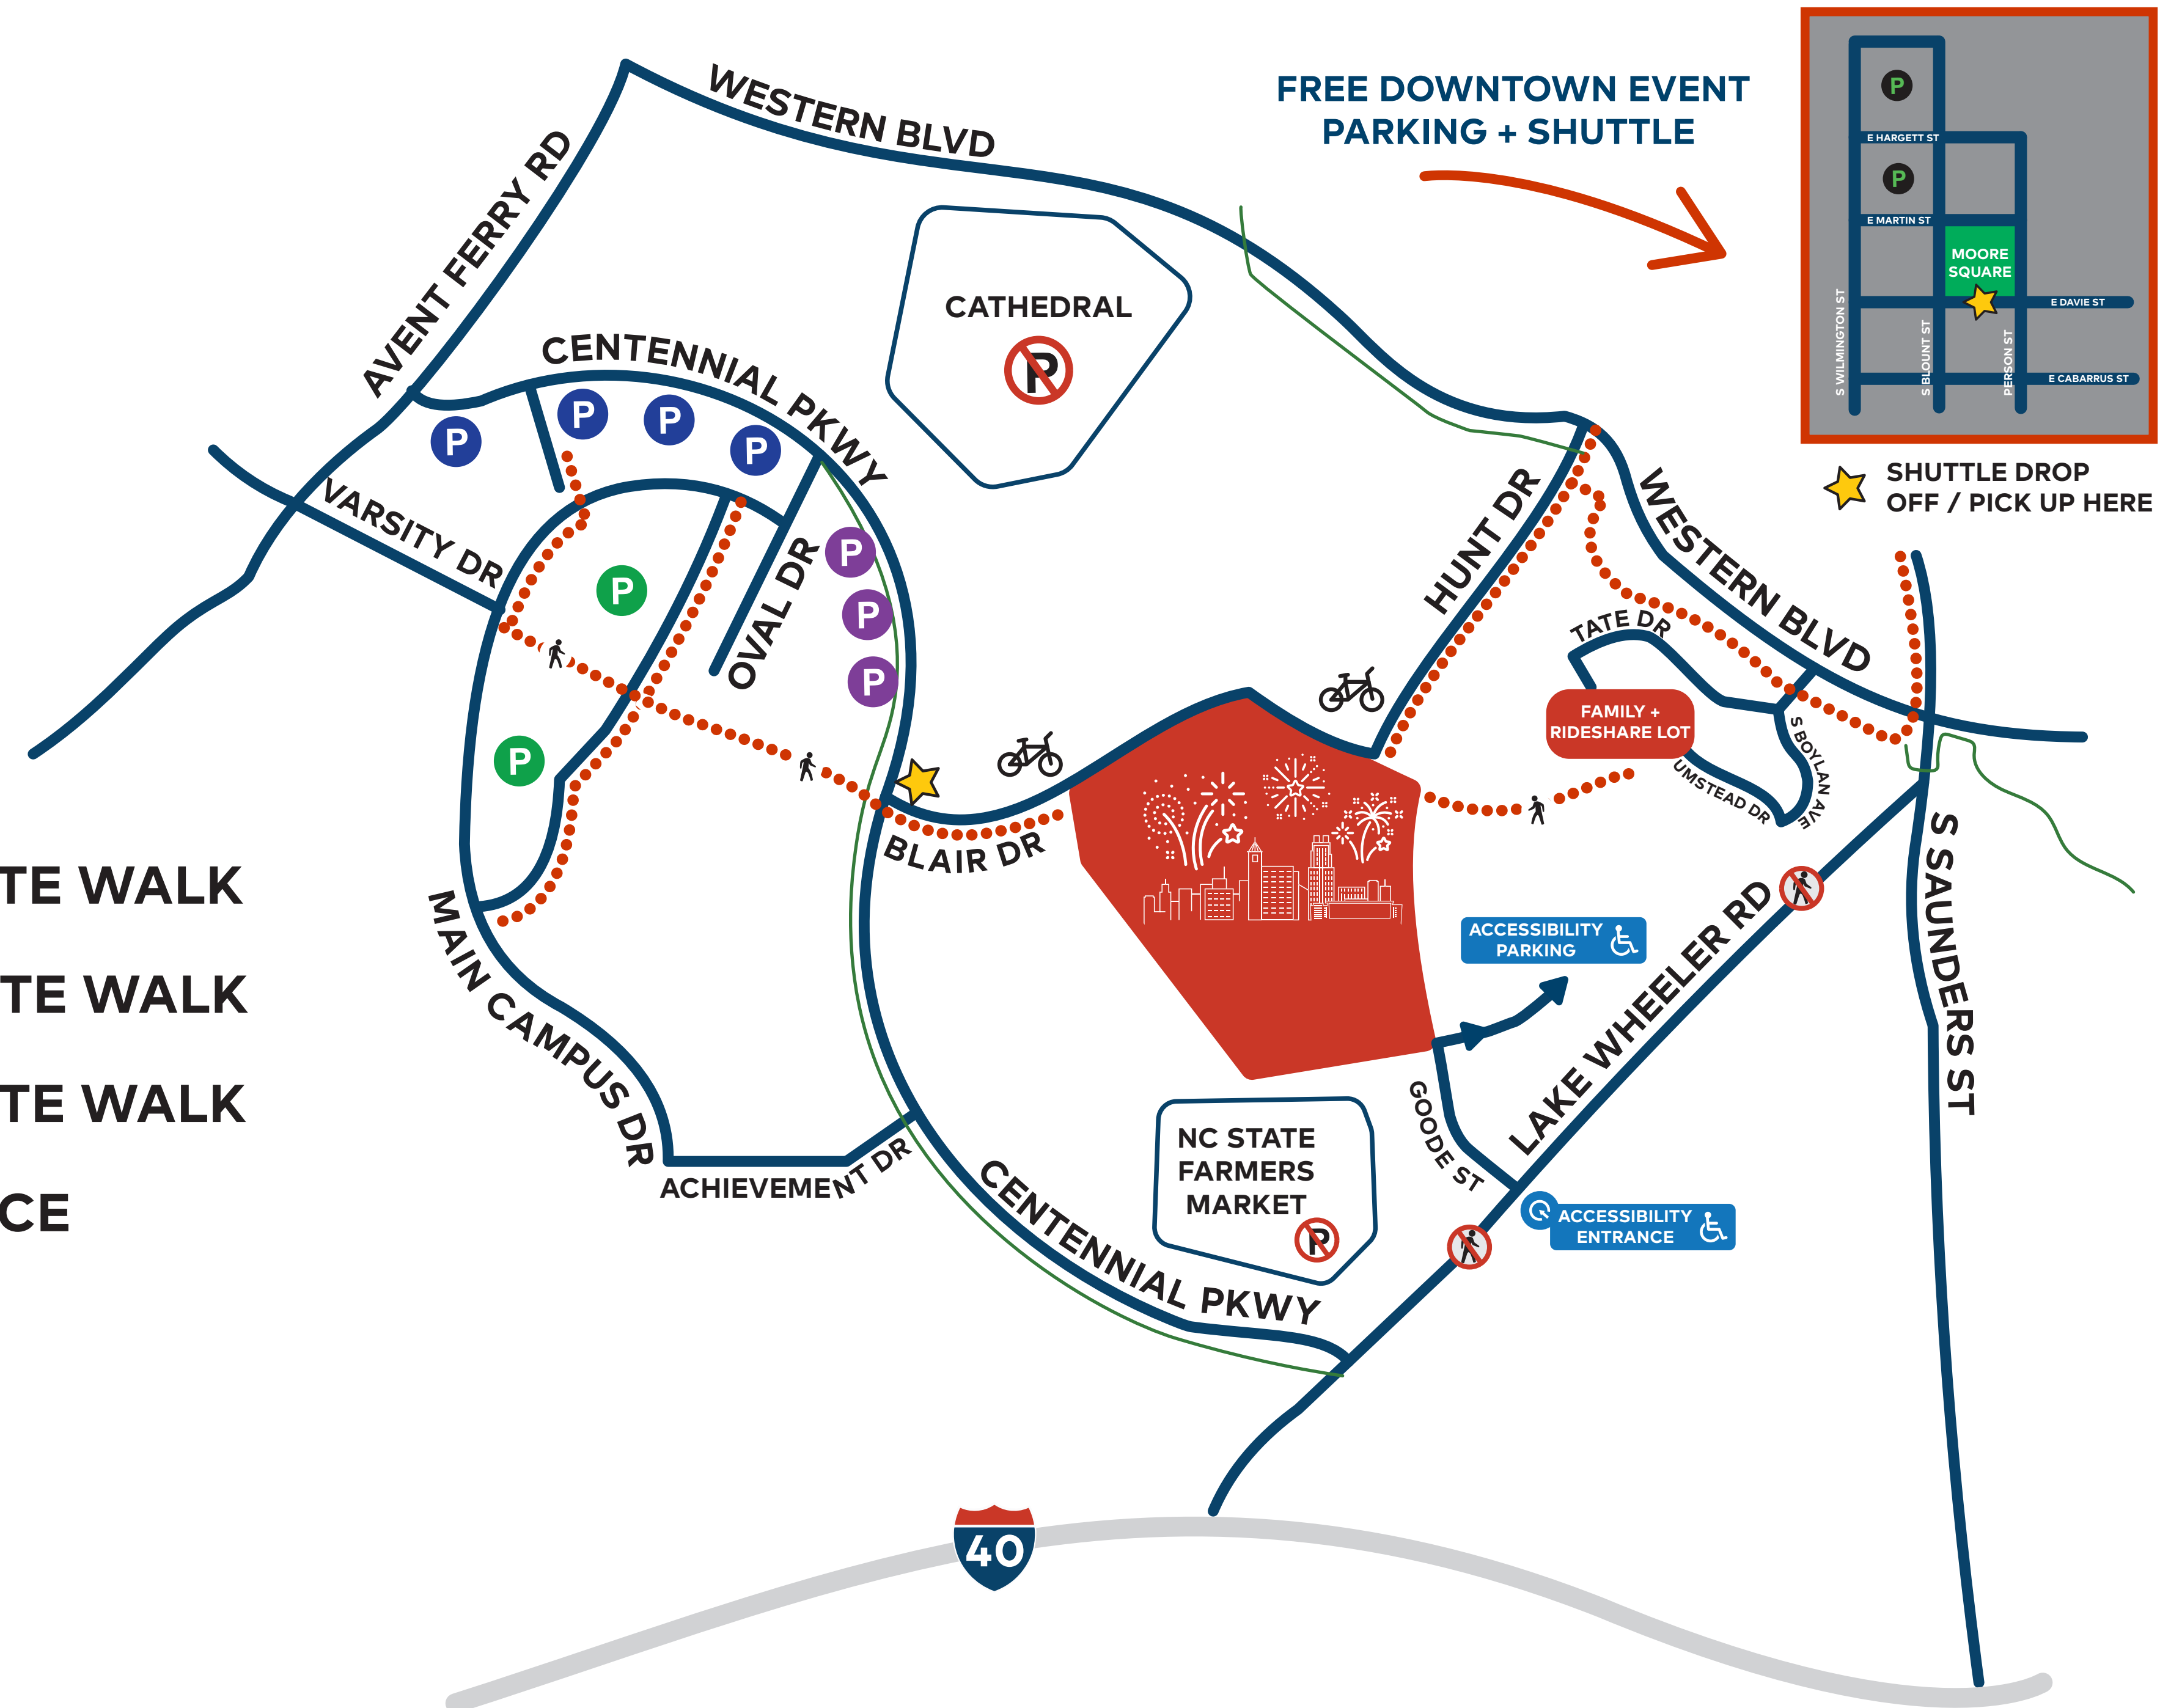 WESTERN BLVD
FREE DOWNTOWN EVENT
PARKING + SHUTTLE
P
E HARGETT ST
P
E MARTIN ST
MOORE
SQUARE
E DAVIE ST
S WILMINGTON ST
S BLOUNT ST
PERSON ST
E CABARRUS ST
SHUTTLE DROP
OFF / PICK UP HERE
AVENT FERRY RD
CATHEDRAL
P
CENTENNIAL PKWY
P
P
P
P
VARSITY DR
P
P
P
P
P
OVAL DR
HUNT DR
WESTERN BLVD
TATE DR
FAMILY +
RIDESHARE LOT
S BOYLAN AVE
UMSTEAD DR
BLAIR DR
TE WALK
TE WALK
TE WALK
CE
MAIN CAMPUS DR
ACHIEVEMENT DR
ACCESSIBILITY
PARKING
LAKE WHEELER RD
S SAUNDERS ST
GOODE ST
NC STATE
FARMERS
MARKET
P
ACCESSIBILITY
ENTRANCE
CENTENNIAL PKWY
40